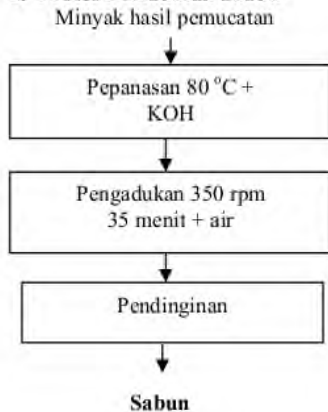 Minyak hasil pemucatan
Pepanasan 80 °C +
KOH
Pengadukan 350 rpm
35 menit + air
Pendinginan
Sabun